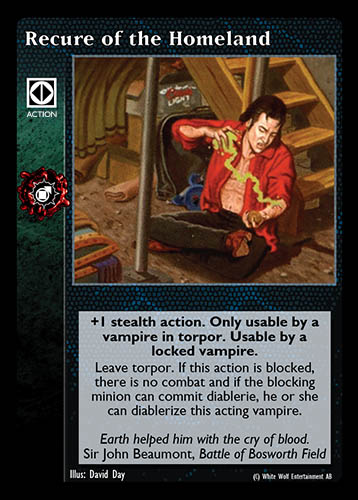 Recure of the Homeland
ACTION
LIGHT
+1 stealth action. Only usable by a
vampire in torpor. Usable by a
locked vampire.
Leave torpor. If this action is blocked,
there is no combat and if the blocking
minion can commit diablerie, he or she
can diablerize this acting vampire.
Earth helped him with the cry of blood.
Sir John Beaumont, Battle of Bosworth Field
Illus: David Day
(C) White Wolf Entertainment AB